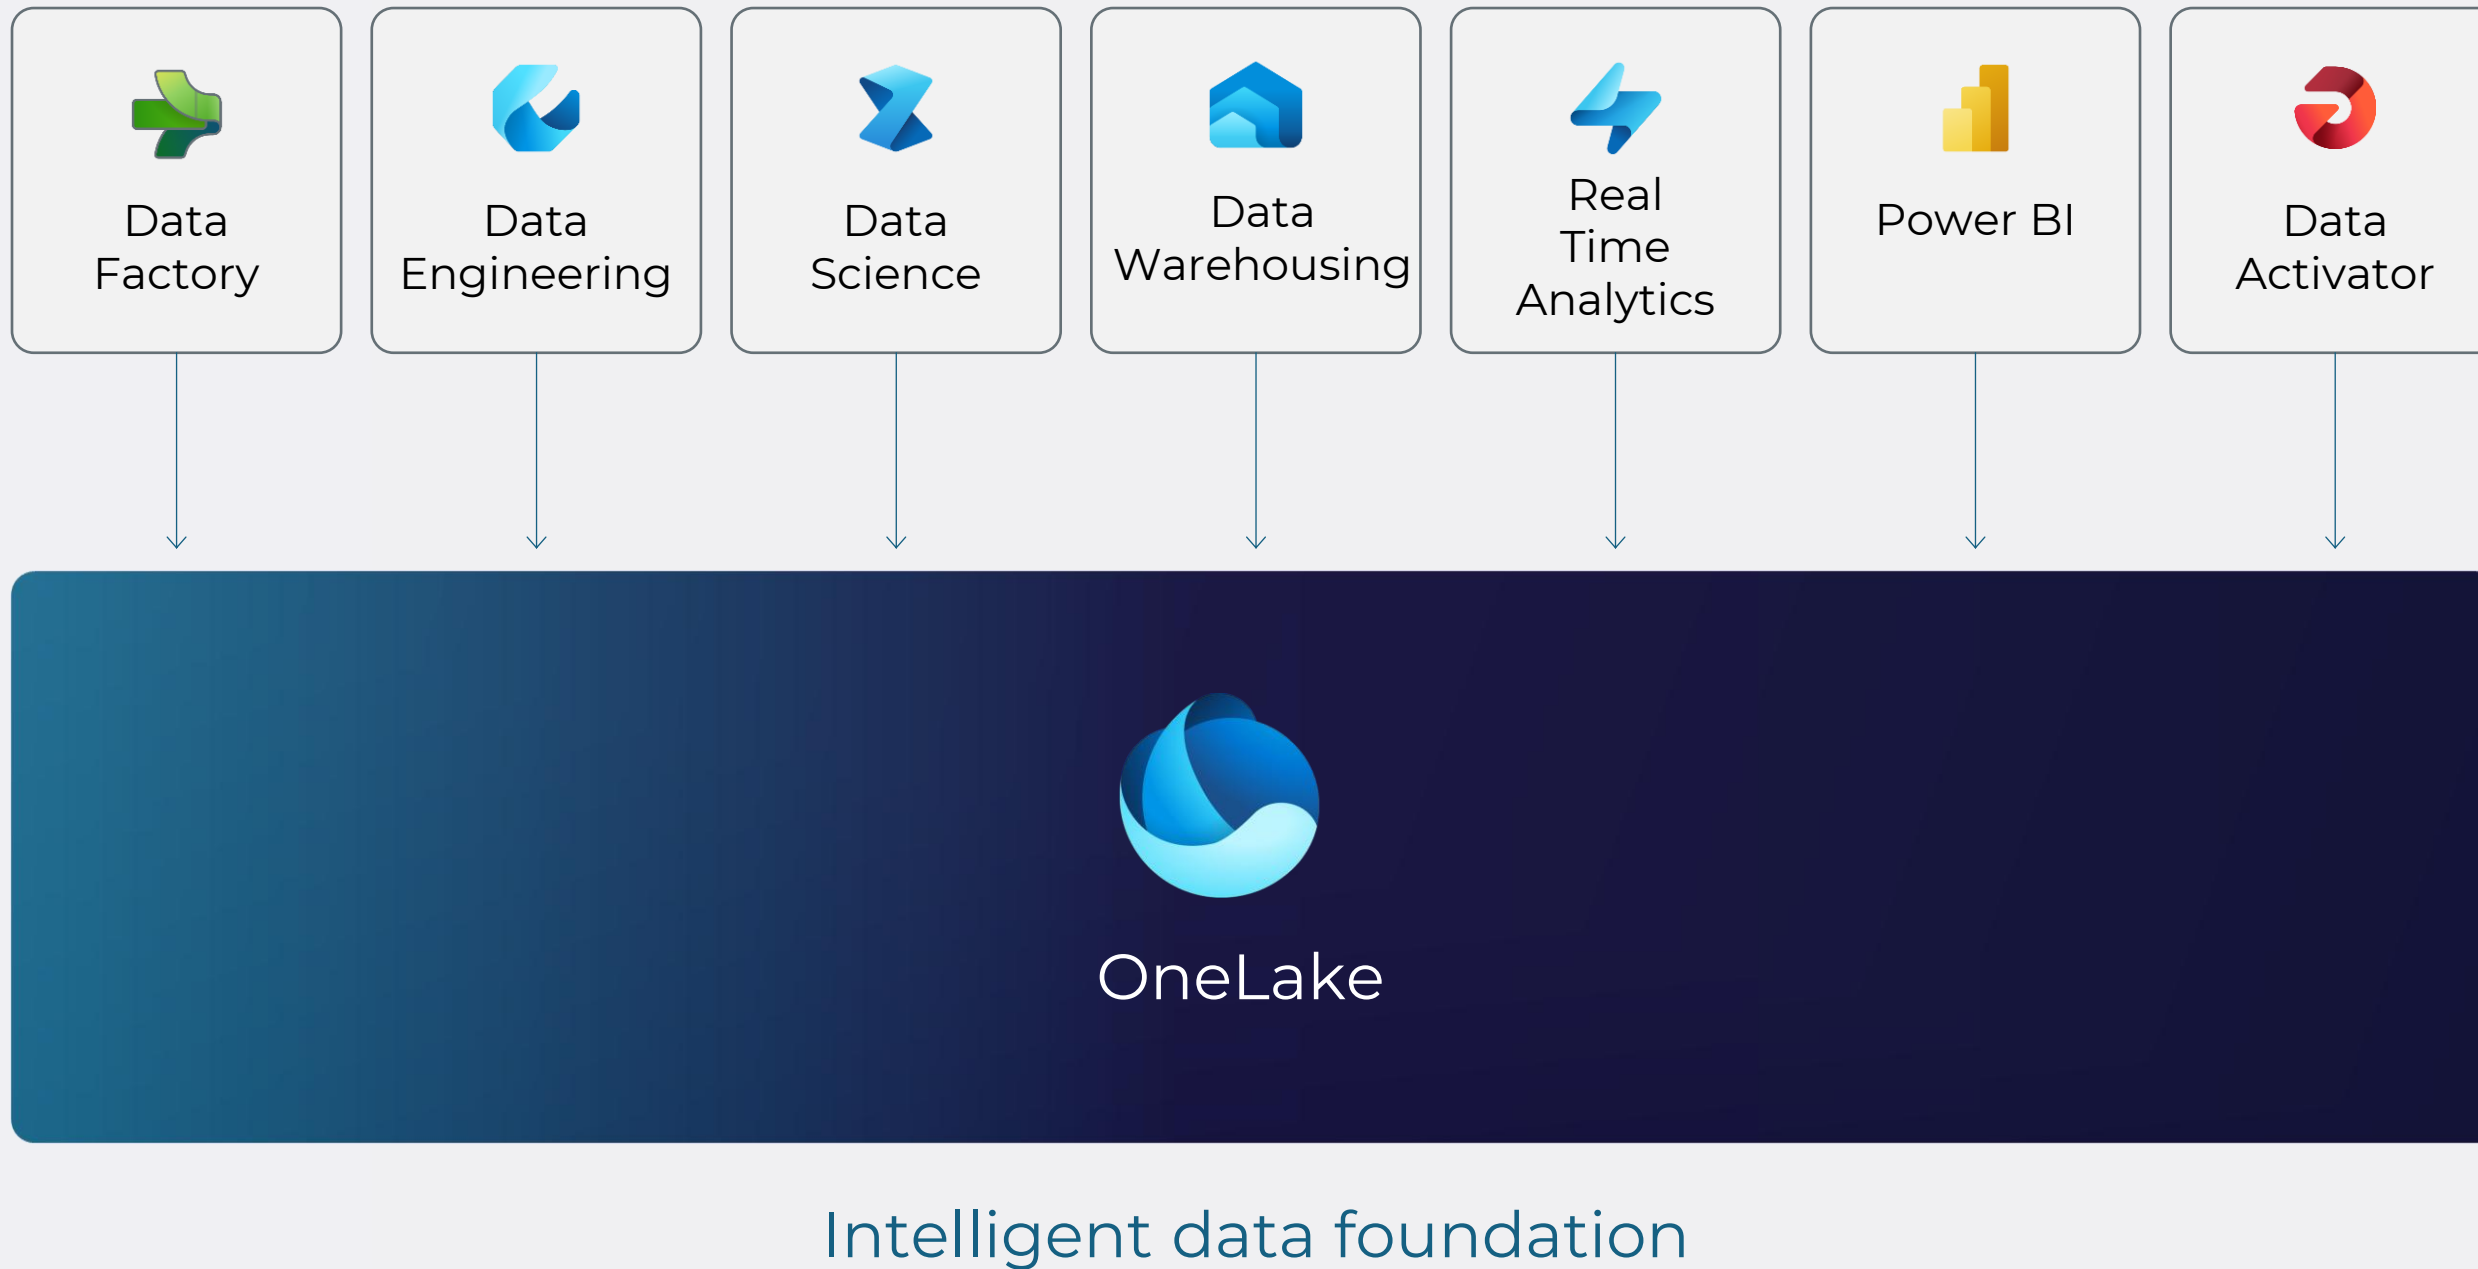 Data
Factory
Data
Engineering
Data
Science
Data
Warehousing
Real
Time
Analytics
Power BI
Data
Activator
OneLake
Intelligent data foundation